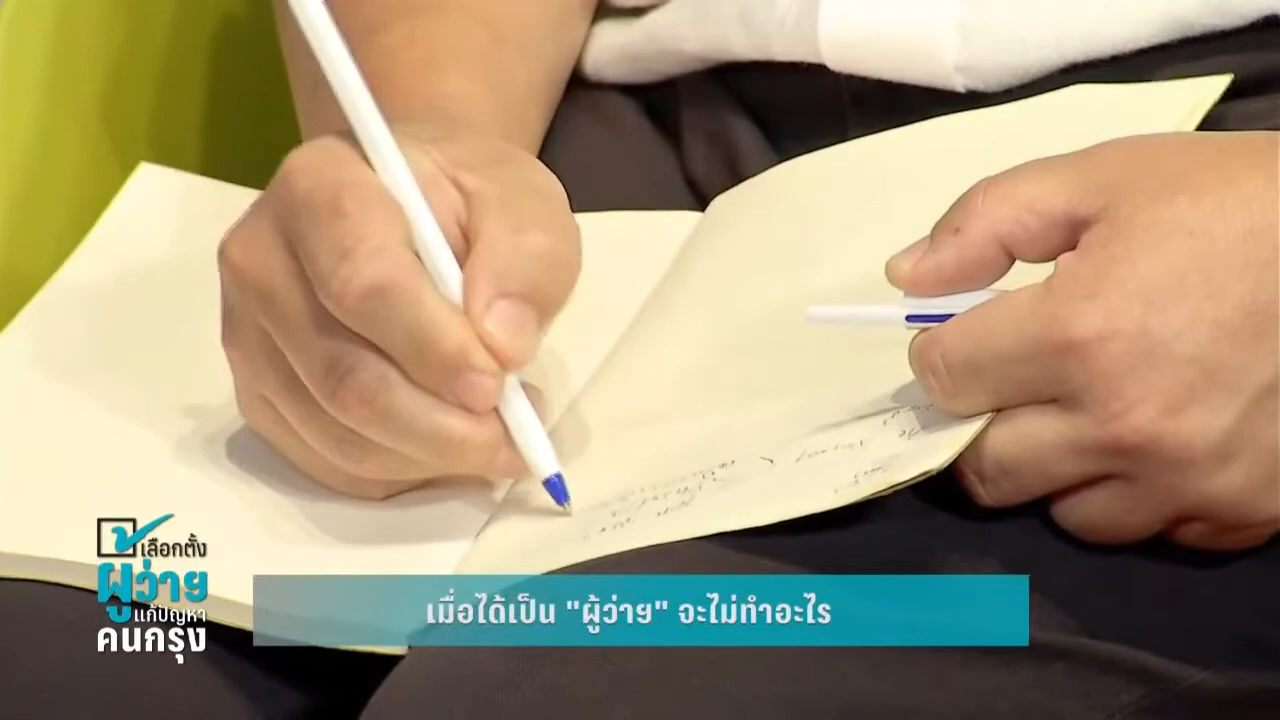 เลือกตั้ง
ผู้ว่าฯ
แก้ปัญหา
คนกรุง
เมื่อได้เป็น "ผู้ว่าฯ" จะไม่ทำอะไร